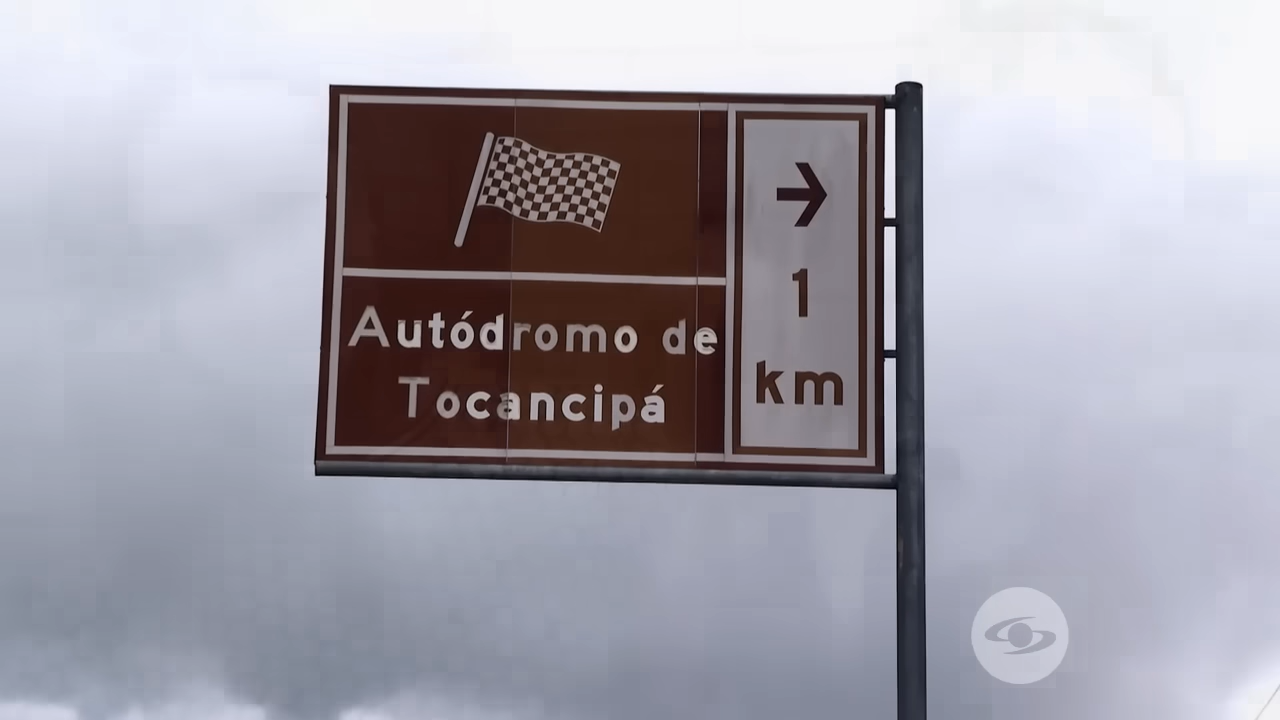 Autódromo de
Tocancipá
→
1
km